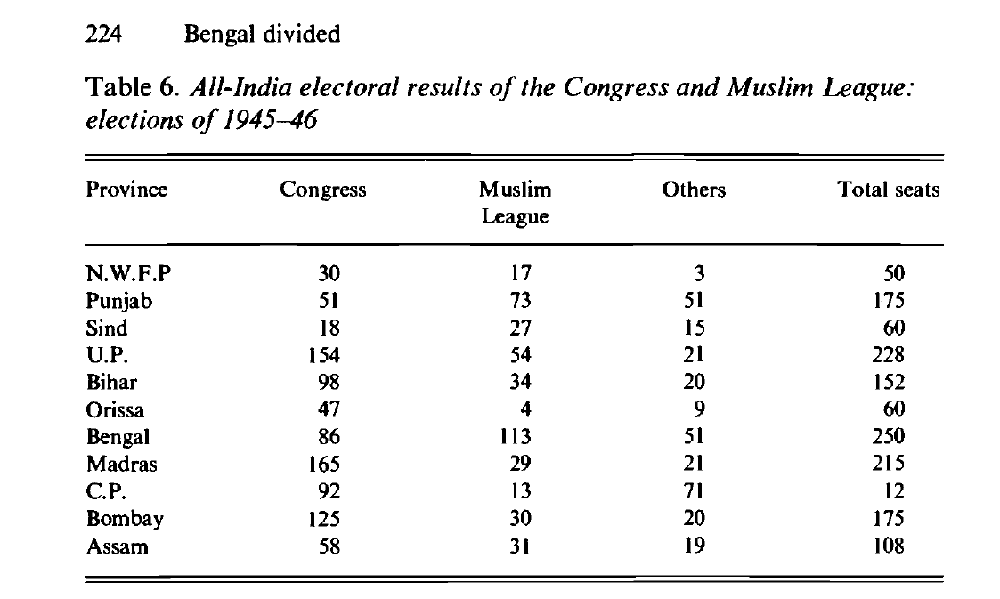 224 Bengal divided
Table 6. All-India electoral results of the Congress and Muslim League:
elections of 1945–46
Province Congress Muslim League Others Total seats
N.W.F.P 30 17 3 50
Punjab 51 73 51 175
Sind 18 27 15 60
U.P. 154 54 21 228
Bihar 98 34 20 152
Orissa 47 4 9 60
Bengal 86 113 51 250
Madras 165 29 21 215
C.P. 92 13 71 12
Bombay 125 30 20 175
Assam 58 31 19 108